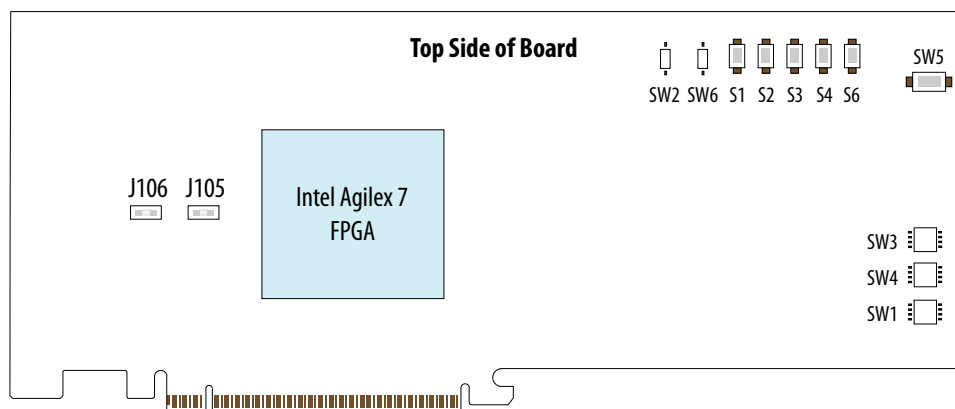 Top Side of Board
SW5
SW2 SW6 S1 S2 S3 S4 S6
J106 J105
Intel Agilex 7
FPGA
SW3
SW4
SW1